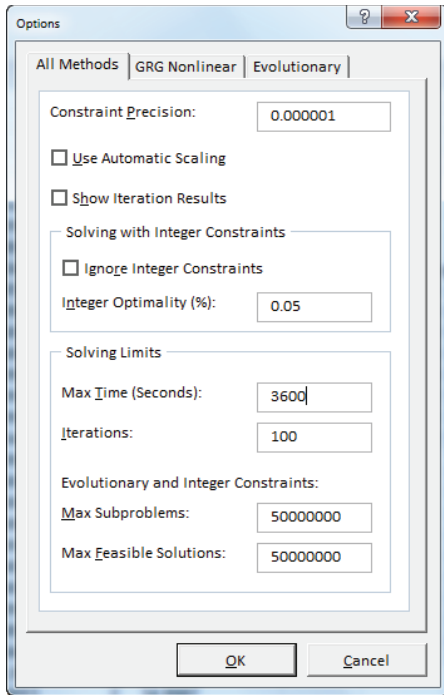 Options
All Methods GRG Nonlinear Evolutionary
Constraint Precision: 0.000001
Use Automatic Scaling
Show Iteration Results
Solving with Integer Constraints
Ignore Integer Constraints
Integer Optimality (%): 0.05
Solving Limits
Max Time (Seconds): 3600
Iterations: 100
Evolutionary and Integer Constraints:
Max Subproblems: 50000000
Max Feasible Solutions: 50000000
OK Cancel